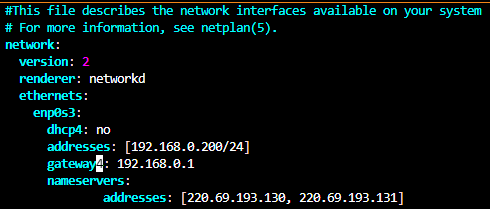 #This file describes the network interfaces available on your system
# For more information, see netplan(5).
network:
  version: 2
  renderer: networkd
  ethernets:
    enp0s3:
      dhcp4: no
      addresses: [192.168.0.200/24]
      gateway4: 192.168.0.1
      nameservers:
             addresses: [220.69.193.130, 220.69.193.131]